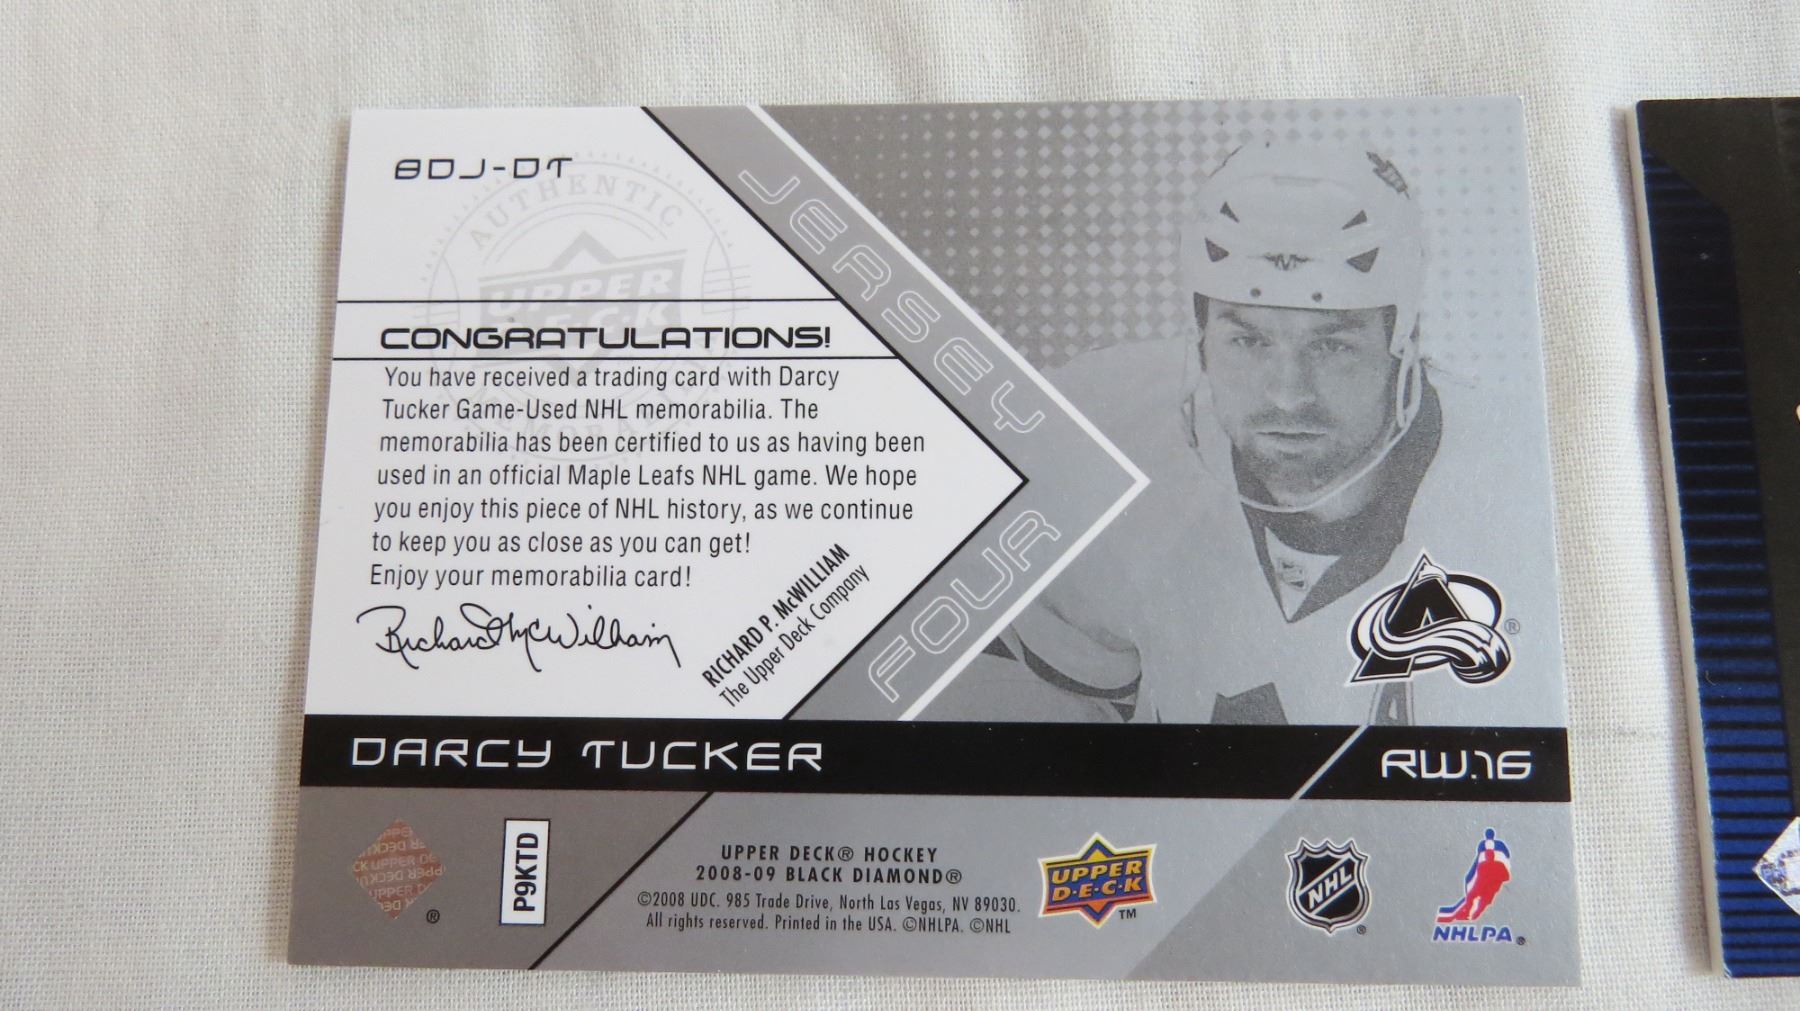 BDJ-DT
AUTHENTIC
UPPER
D.E.C.K
MEMORABILIA
CONGRATULATIONS!
You have received a trading card with Darcy
Tucker Game-Used NHL memorabilia. The
memorabilia has been certified to us as having been
used in an official Maple Leafs NHL game. We hope
you enjoy this piece of NHL history, as we continue
to keep you as close as you can get!
Enjoy your memorabilia card!
Richard McWilliam
RICHARD P. McWILLIAM
The Upper Deck Company
JERSEY
FOUR
A
®
DARCY TUCKER
RW.16
®
P9KTD
UPPER DECK® HOCKEY
2008-09 BLACK DIAMOND®
©2008 UDC. 985 Trade Drive, North Las Vegas, NV 89030.
All rights reserved. Printed in the USA. ©NHLPA. ©NHL
UPPER
D·E·C·K
TM
NHL
®
NHLPA®